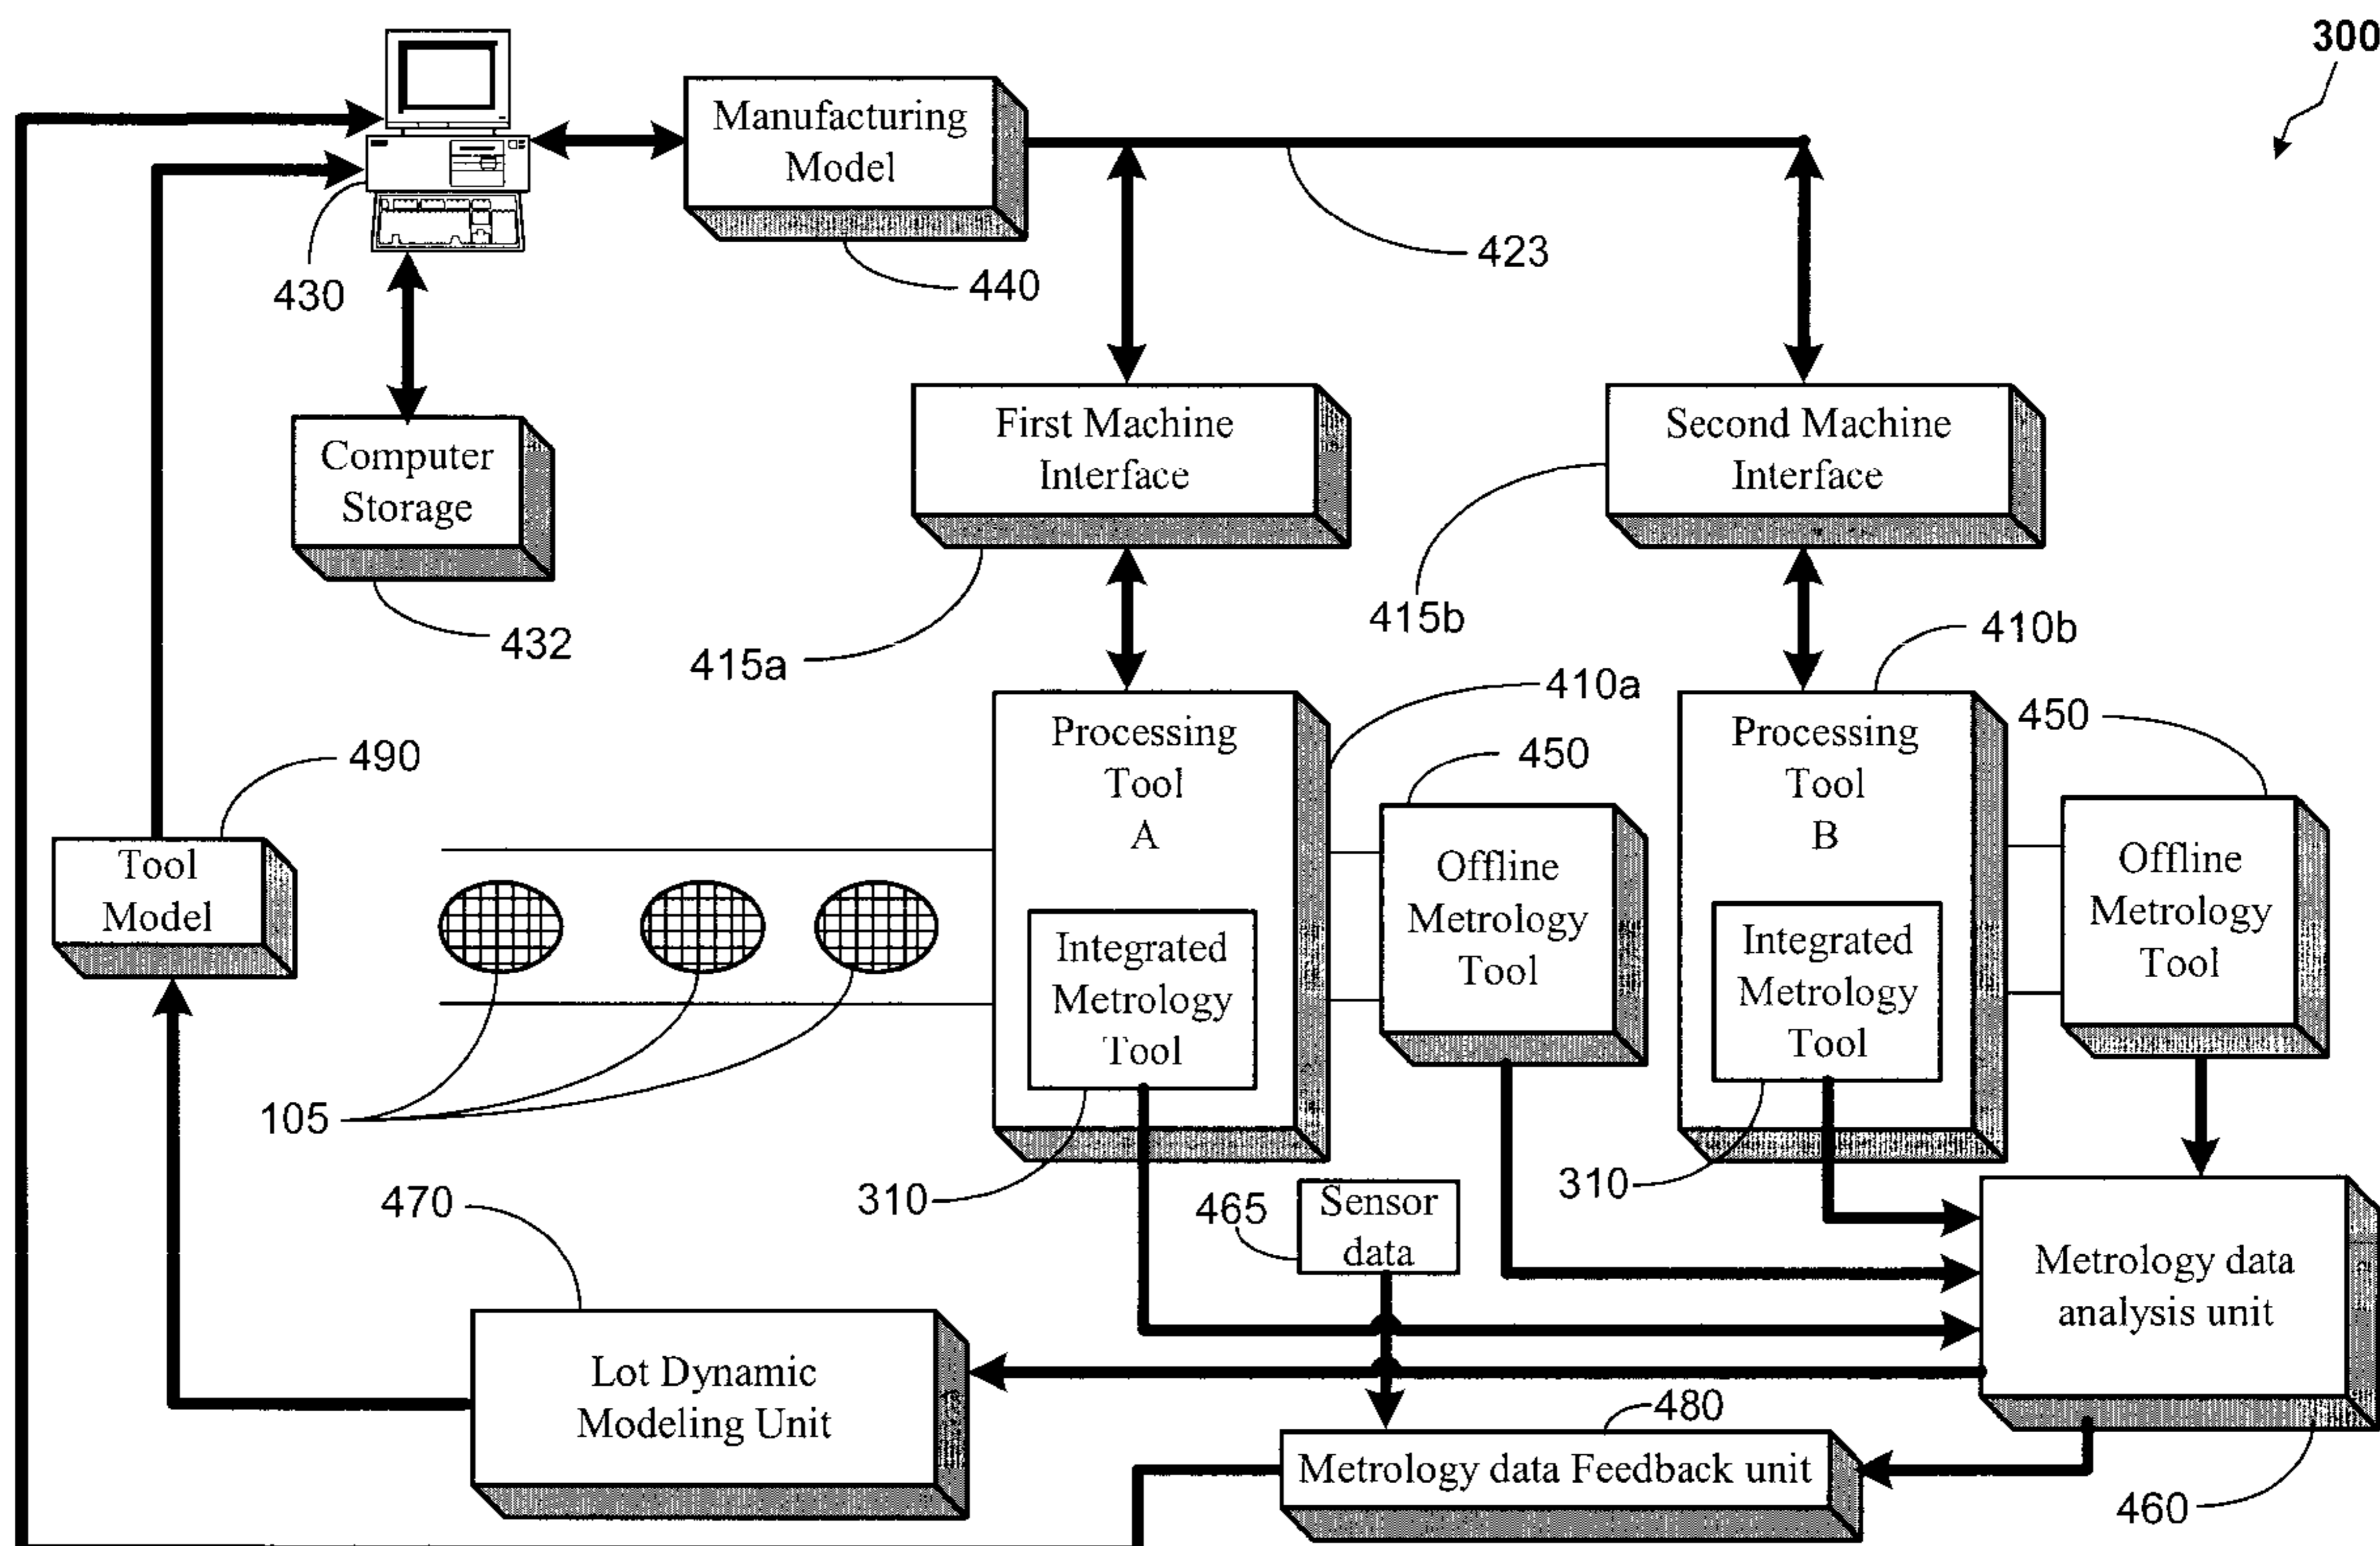 300
Manufacturing
Model
430
440
423
Computer
Storage
432
First Machine
Interface
415a
Second Machine
Interface
415b
410a
410b
490
Tool
Model
105
Processing
Tool
A
Integrated
Metrology
Tool
310
450
Offline
Metrology
Tool
Processing
Tool
B
Integrated
Metrology
Tool
310
450
Offline
Metrology
Tool
470
Lot Dynamic
Modeling Unit
465
Sensor
data
480
Metrology data Feedback unit
Metrology data
analysis unit
460